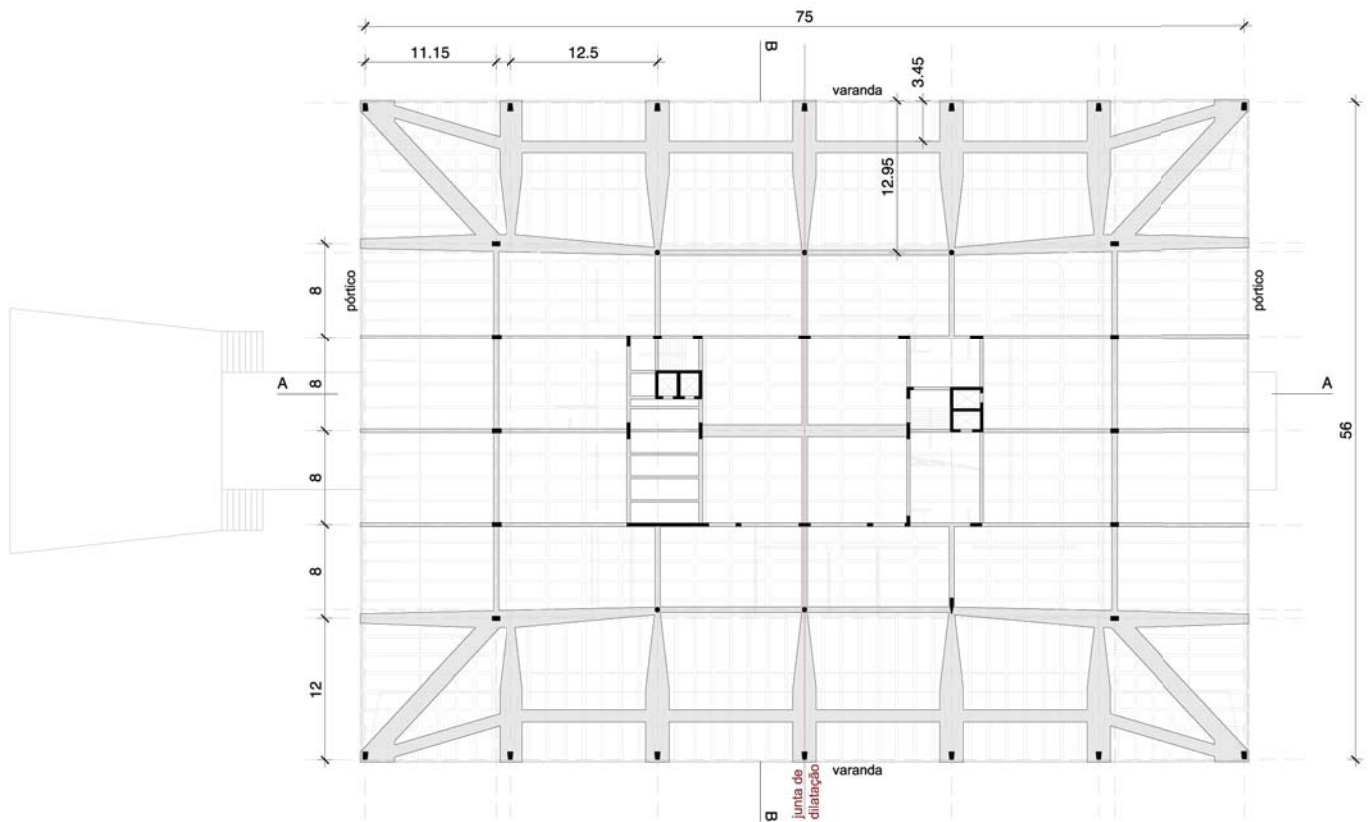 75
11.15
12.5
B
3.45
varanda
12.95
8
pórtico
pórtico
8
A
A
8
56
8
12
varanda
junta de
dilatação
B